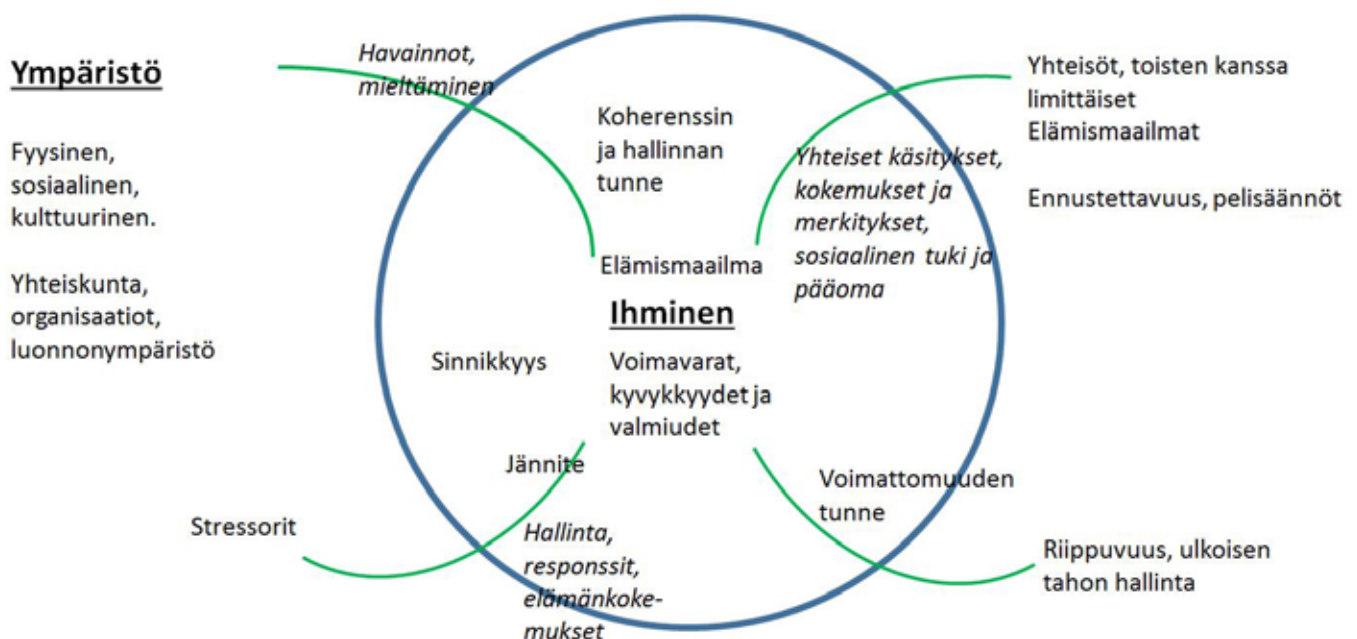 Ympäristö
Fyysinen,
sosiaalinen,
kulttuurinen.
Yhteiskunta,
organisaatiot,
luonnonympäristö
Havainnot,
mieltäminen
Koherenssin
ja hallinnan
tunne
Yhteisöt, toisten kanssa
limittäiset
Elämismaailmat
Ennustettavuus, pelisäännöt
Yhteiset käsitykset,
kokemukset ja
merkitykset,
sosiaalinen tuki ja
pääoma
Elämismaailma
Ihminen
Voimavarat,
kyvykkyydet ja
valmiudet
Sinnikkyys
Jännite
Stressorit
Hallinta,
responssit,
elämänkoke-
mukset
Voimattomuuden
tunne
Riippuvuus, ulkoisen
tahon hallinta